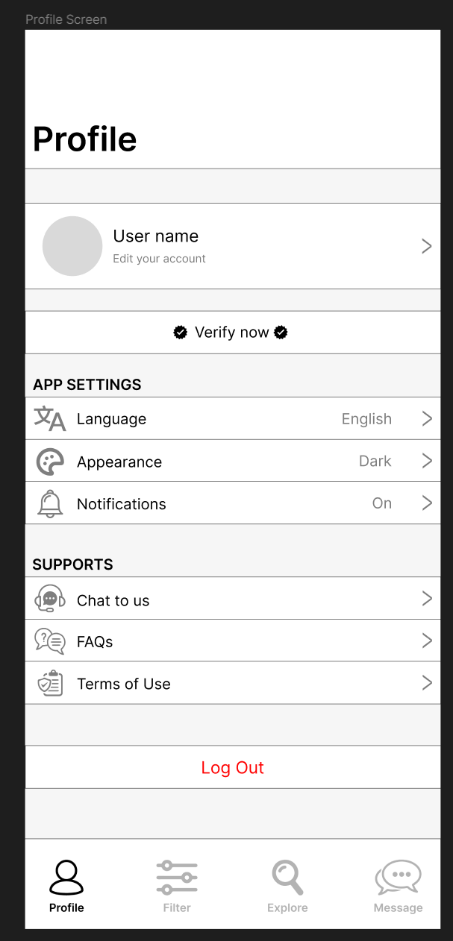 Profile Screen
Profile
User name
Edit your account
Verify now
APP SETTINGS
Language English
Appearance Dark
Notifications On
SUPPORTS
Chat to us
FAQs
Terms of Use
Log Out
Profile Filter Explore Message